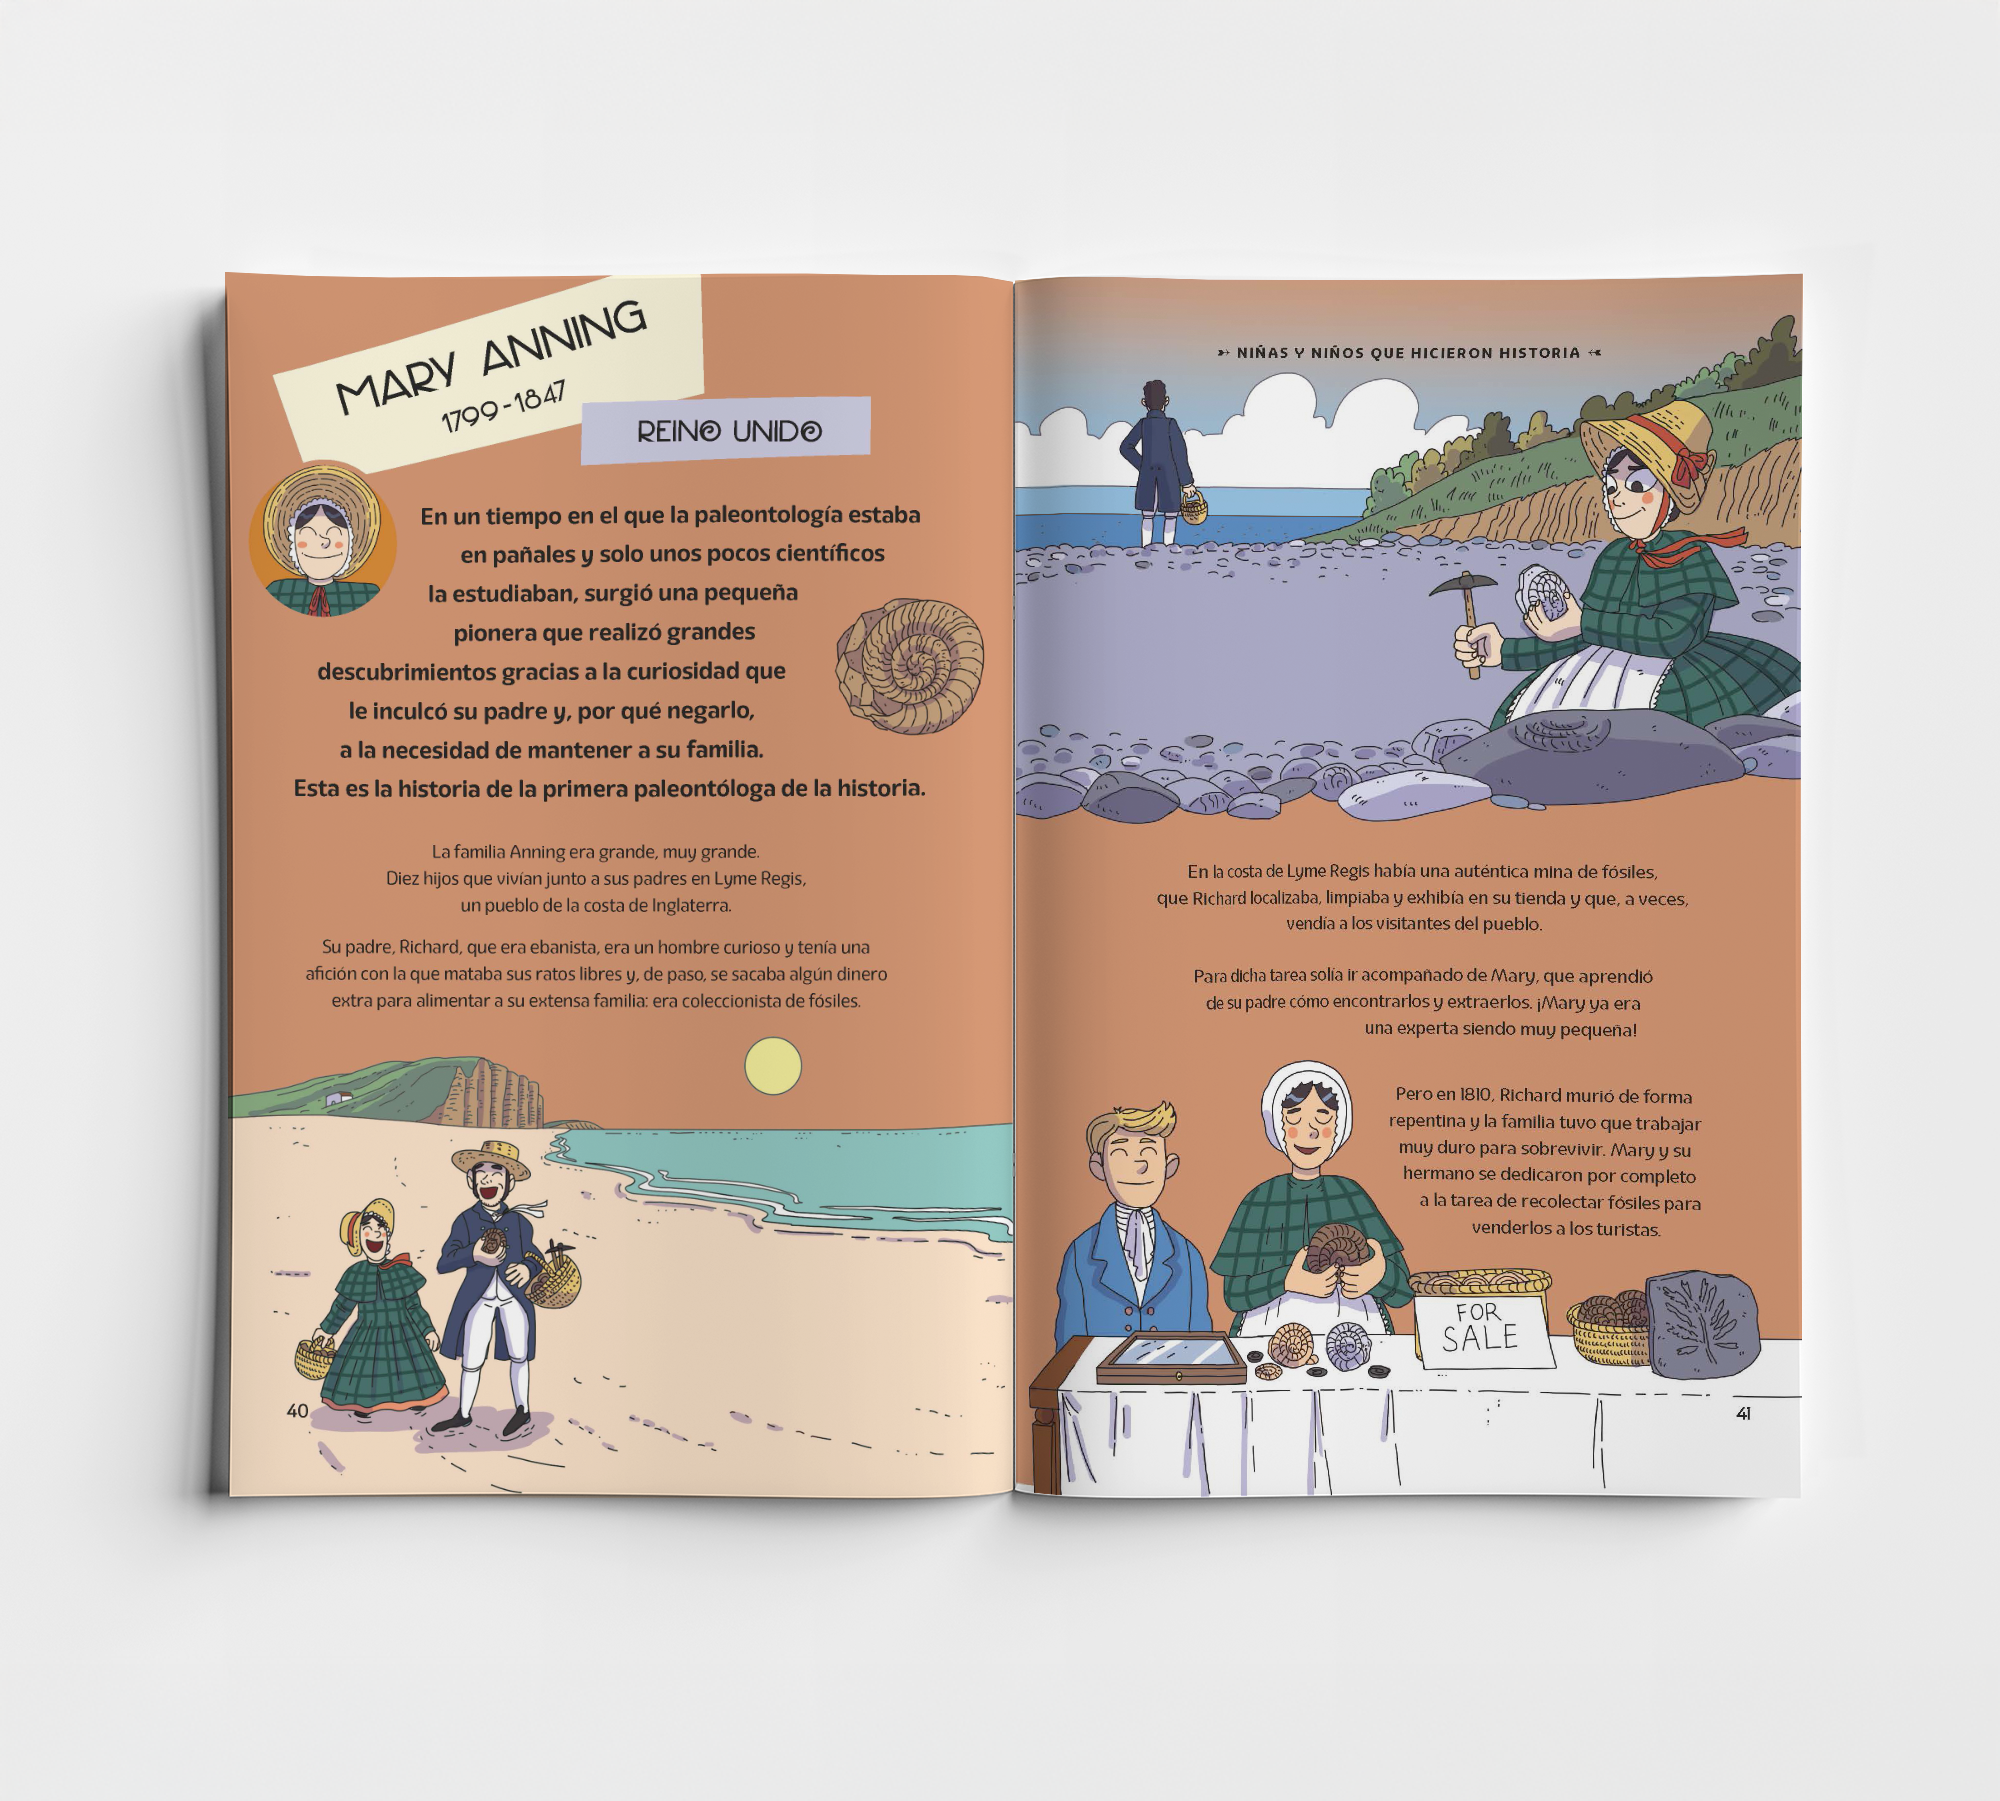 MARY ANNING
1799-1847
REINO UNIDO
En un tiempo en el que la paleontología estaba
en pañales y solo unos pocos científicos
la estudiaban, surgió una pequeña
pionera que realizó grandes
descubrimientos gracias a la curiosidad que
le inculcó su padre y, por qué negarlo,
a la necesidad de mantener a su familia.
Esta es la historia de la primera paleontóloga de la historia.
La familia Anning era grande, muy grande.
Diez hijos que vivían junto a sus padres en Lyme Regis,
un pueblo de la costa de Inglaterra.
Su padre, Richard, que era ebanista, era un hombre curioso y tenía una
afición con la que mataba sus ratos libres y, de paso, se sacaba algún dinero
extra para alimentar a su extensa familia: era coleccionista de fósiles.
40
NIÑAS Y NIÑOS QUE HICIERON HISTORIA
En la costa de Lyme Regis había una auténtica mina de fósiles,
que Richard localizaba, limpiaba y exhibía en su tienda y que, a veces,
vendía a los visitantes del pueblo.
Para dicha tarea solía ir acompañado de Mary, que aprendió
de su padre cómo encontrarlos y extraerlos. ¡Mary ya era
una experta siendo muy pequeña!
Pero en 1810, Richard murió de forma
repentina y la familia tuvo que trabajar
muy duro para sobrevivir. Mary y su
hermano se dedicaron por completo
a la tarea de recolectar fósiles para
venderlos a los turistas.
FOR
SALE
41